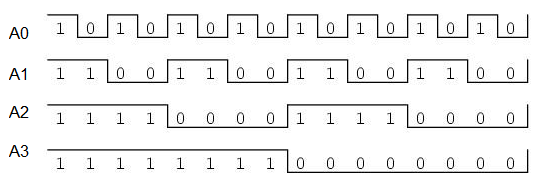 A0 1 0 1 0 1 0 1 0 1 0 1 0 1 0 1 0
A1 1 1 0 0 1 1 0 0 1 1 0 0 1 1 0 0
A2 1 1 1 1 0 0 0 0 1 1 1 1 0 0 0 0
A3 1 1 1 1 1 1 1 1 0 0 0 0 0 0 0 0